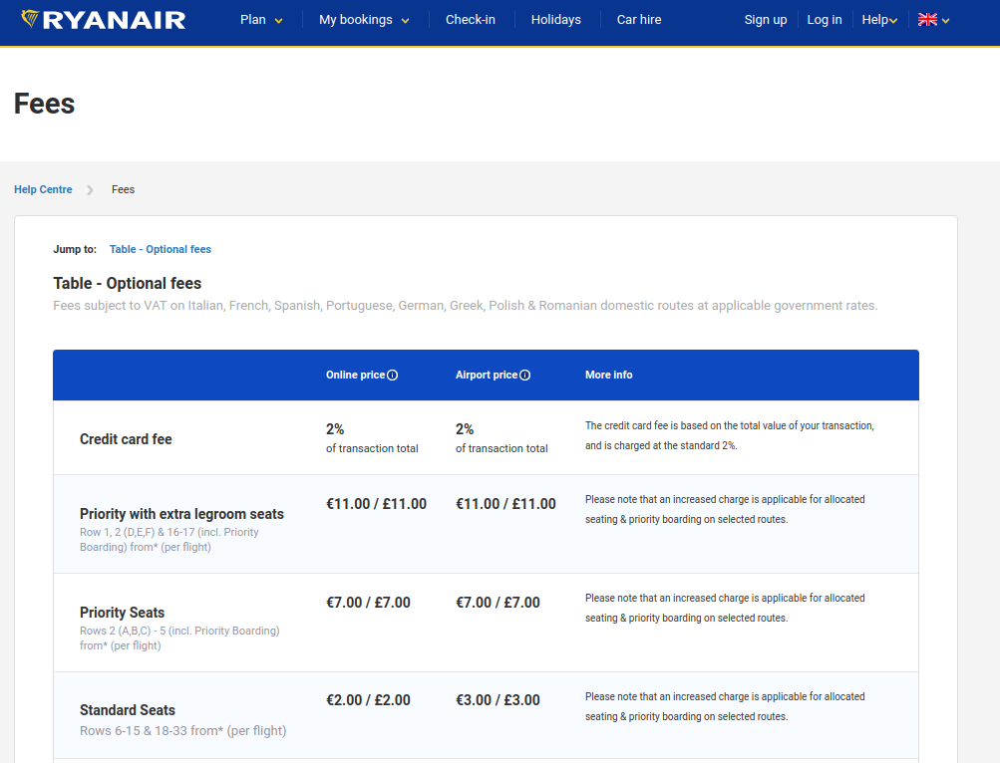 RYANAIR
Plan
My bookings
Check-in
Holidays
Car hire
Sign up
Log in
Help
Fees
Help Centre
Fees
Jump to: Table - Optional fees
Table - Optional fees
Fees subject to VAT on Italian, French, Spanish, Portuguese, German, Greek, Polish & Romanian domestic routes at applicable government rates.
Online price
Airport price
More info
Credit card fee
2%
of transaction total
2%
of transaction total
The credit card fee is based on the total value of your transaction,
and is charged at the standard 2%.
Priority with extra legroom seats
Row 1, 2 (D,E,F) & 16-17 (incl. Priority
Boarding) from* (per flight)
€11.00 / £11.00
€11.00 / £11.00
Please note that an increased charge is applicable for allocated
seating & priority boarding on selected routes.
Priority Seats
Rows 2 (A,B,C) - 5 (incl. Priority Boarding)
from* (per flight)
€7.00 / £7.00
€7.00 / £7.00
Please note that an increased charge is applicable for allocated
seating & priority boarding on selected routes.
Standard Seats
Rows 6-15 & 18-33 from* (per flight)
€2.00 / £2.00
€3.00 / £3.00
Please note that an increased charge is applicable for allocated
seating & priority boarding on selected routes.